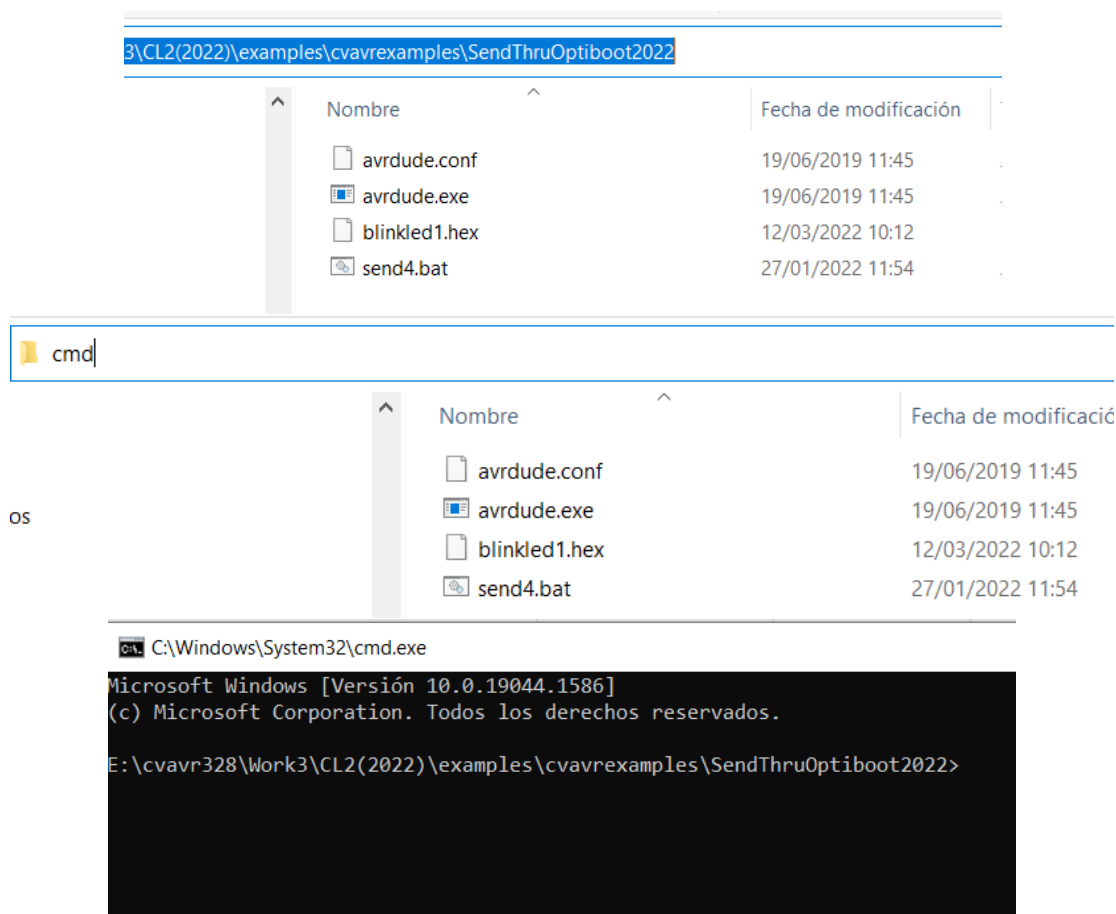 3\CL2(2022)\examples\cvavrexamples\SendThruOptiboot2022
Nombre Fecha de modificación
avrdude.conf 19/06/2019 11:45
avrdude.exe 19/06/2019 11:45
blinkled1.hex 12/03/2022 10:12
send4.bat 27/01/2022 11:54
cmd
Nombre Fecha de modificació
avrdude.conf 19/06/2019 11:45
avrdude.exe 19/06/2019 11:45
os
blinkled1.hex 12/03/2022 10:12
send4.bat 27/01/2022 11:54
C:\Windows\System32\cmd.exe
Microsoft Windows [Versión 10.0.19044.1586]
(c) Microsoft Corporation. Todos los derechos reservados.
E:\cvavr328\Work3\CL2(2022)\examples\cvavrexamples\SendThruOptiboot2022>